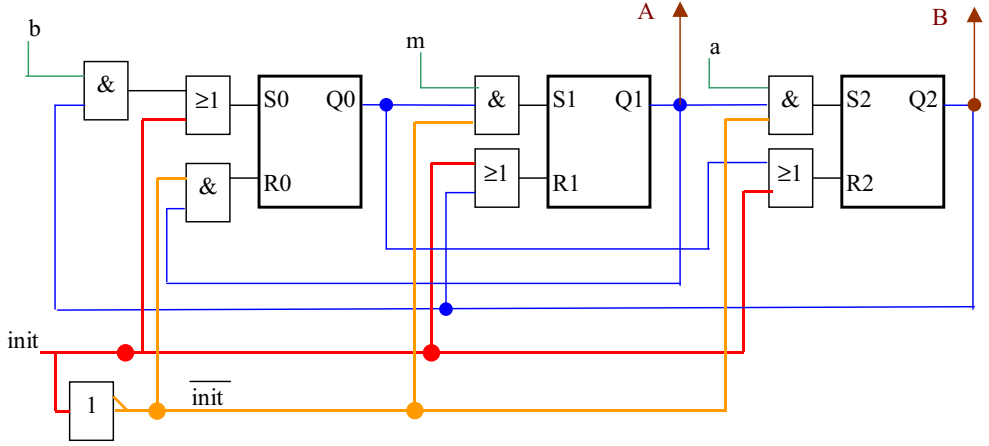 A
B
b
m
a
&
≥1
S0
Q0
&
S1
Q1
&
S2
Q2
&
R0
≥1
R1
≥1
R2
init
1
init